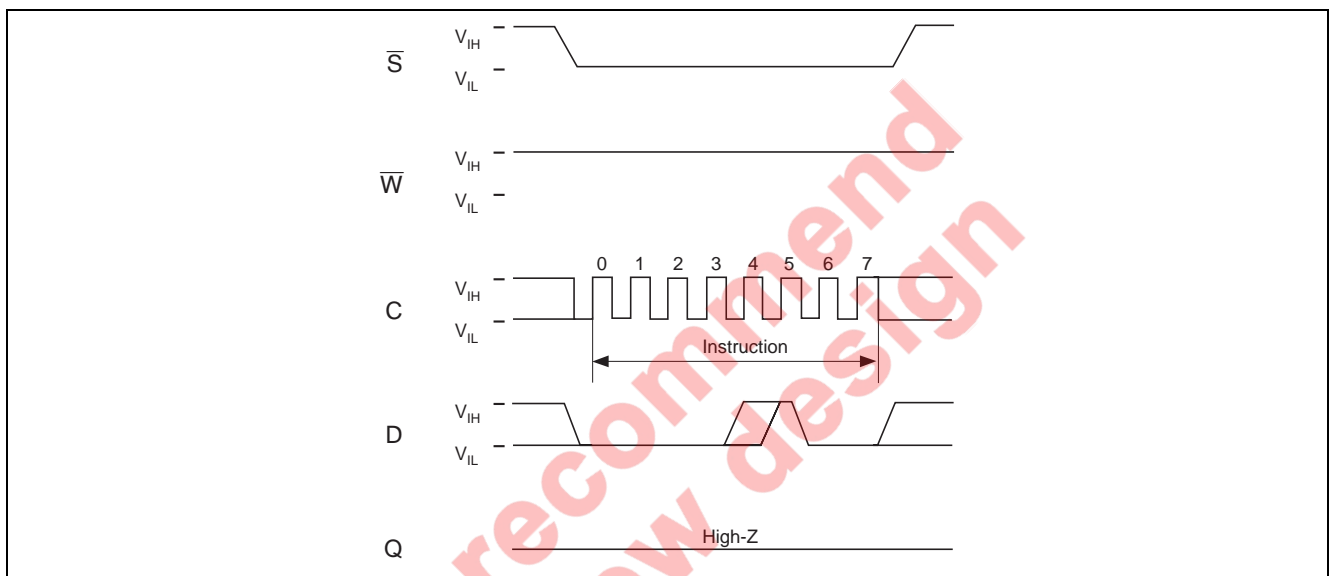 S
V_IH
V_IL
W
V_IH
V_IL
C
V_IH
V_IL
0 1 2 3 4 5 6 7
Instruction
D
V_IH
V_IL
Q
High-Z
recommend
ew design